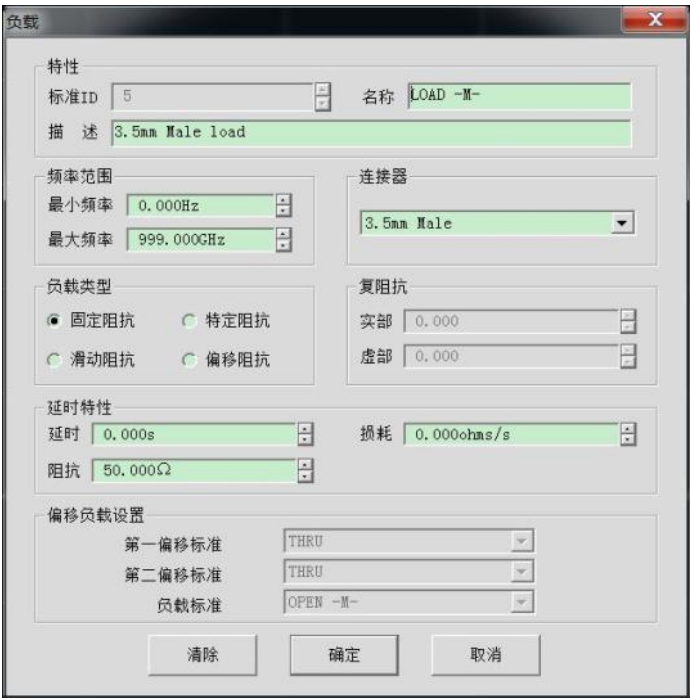 负载
特性
标准ID 5 名称 LOAD -M-
描 述 3.5mm Male load
频率范围 连接器
最小频率 0.000Hz
3.5mm Male
最大频率 999.000GHz
负载类型 复阻抗
固定阻抗 特定阻抗 实部 0.000
滑动阻抗 偏移阻抗 虚部 0.000
延时特性
延时 0.000s 损耗 0.000ohms/s
阻抗 50.000Ω
偏移负载设置
第一偏移标准 THRU
第二偏移标准 THRU
负载标准 OPEN -M-
清除 确定 取消